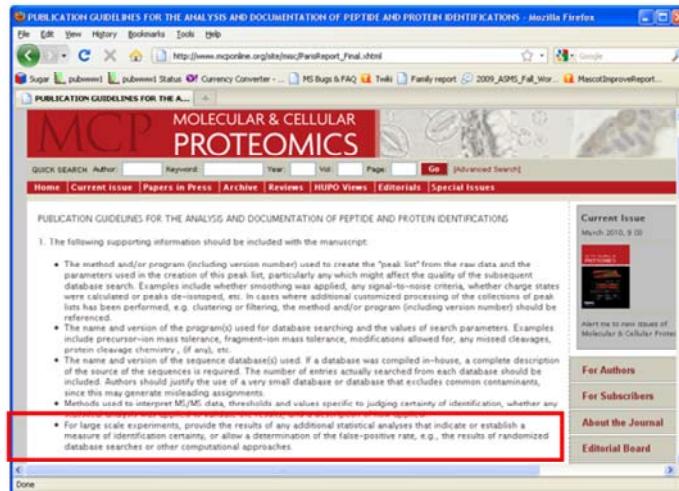 PUBLICATION GUIDELINES FOR THE ANALYSIS AND DOCUMENTATION OF PEPTIDE AND PROTEIN IDENTIFICATIONS - Mozilla Firefox
File Edit View History Bookmarks Tools Help
http://www.mcponline.org/site/misc/ParisReport_Final.xhtml
Google
Sugar pubwww1 pubwww1 Status Currency Converter - ... MS Bugs & FAQ Twiki Family report 2009_ASMS_Fall_Wor... MascotImproveReport...
PUBLICATION GUIDELINES FOR THE A...
MCP MOLECULAR & CELLULAR
PROTEOMICS
QUICK SEARCH Author: Keyword: Year: Vol: Page: Go [Advanced Search]
Home Current issue Papers in Press Archive Reviews HUPO Views Editorials Special Issues
PUBLICATION GUIDELINES FOR THE ANALYSIS AND DOCUMENTATION OF PEPTIDE AND PROTEIN IDENTIFICATIONS
1. The following supporting information should be included with the manuscript:
• The method and/or program (including version number) used to create the "peak list" from the raw data and the
parameters used in the creation of this peak list, particularly any which might affect the quality of the subsequent
database search. Examples include whether smoothing was applied, any signal-to-noise criteria, whether charge states
were calculated or peaks de-isotoped, etc. In cases where additional customized processing of the collections of peak
lists has been performed, e.g. clustering or filtering, the method and/or program (including version number) should be
referenced.
• The name and version of the program(s) used for database searching and the values of search parameters. Examples
include precursor-ion mass tolerance, fragment-ion mass tolerance, modifications allowed for, any missed cleavages,
protein cleavage chemistry , (if any), etc.
• The name and version of the sequence database(s) used. If a database was compiled in-house, a complete description
of the source of the sequences is required. The number of entries actually searched from each database should be
included. Authors should justify the use of a very small database or database that excludes common contaminants,
since this may generate misleading assignments.
• Methods used to interpret MS/MS data, thresholds and values specific to judging certainty of identification, whether any
• For large scale experiments, provide the results of any additional statistical analyses that indicate or establish a
measure of identification certainty, or allow a determination of the false-positive rate, e.g., the results of randomized
database searches or other computational approaches.
Current Issue
March 2010, 9 (3)
Alert me to new issues of
Molecular & Cellular Proteo
For Authors
For Subscribers
About the Journal
Editorial Board
Done